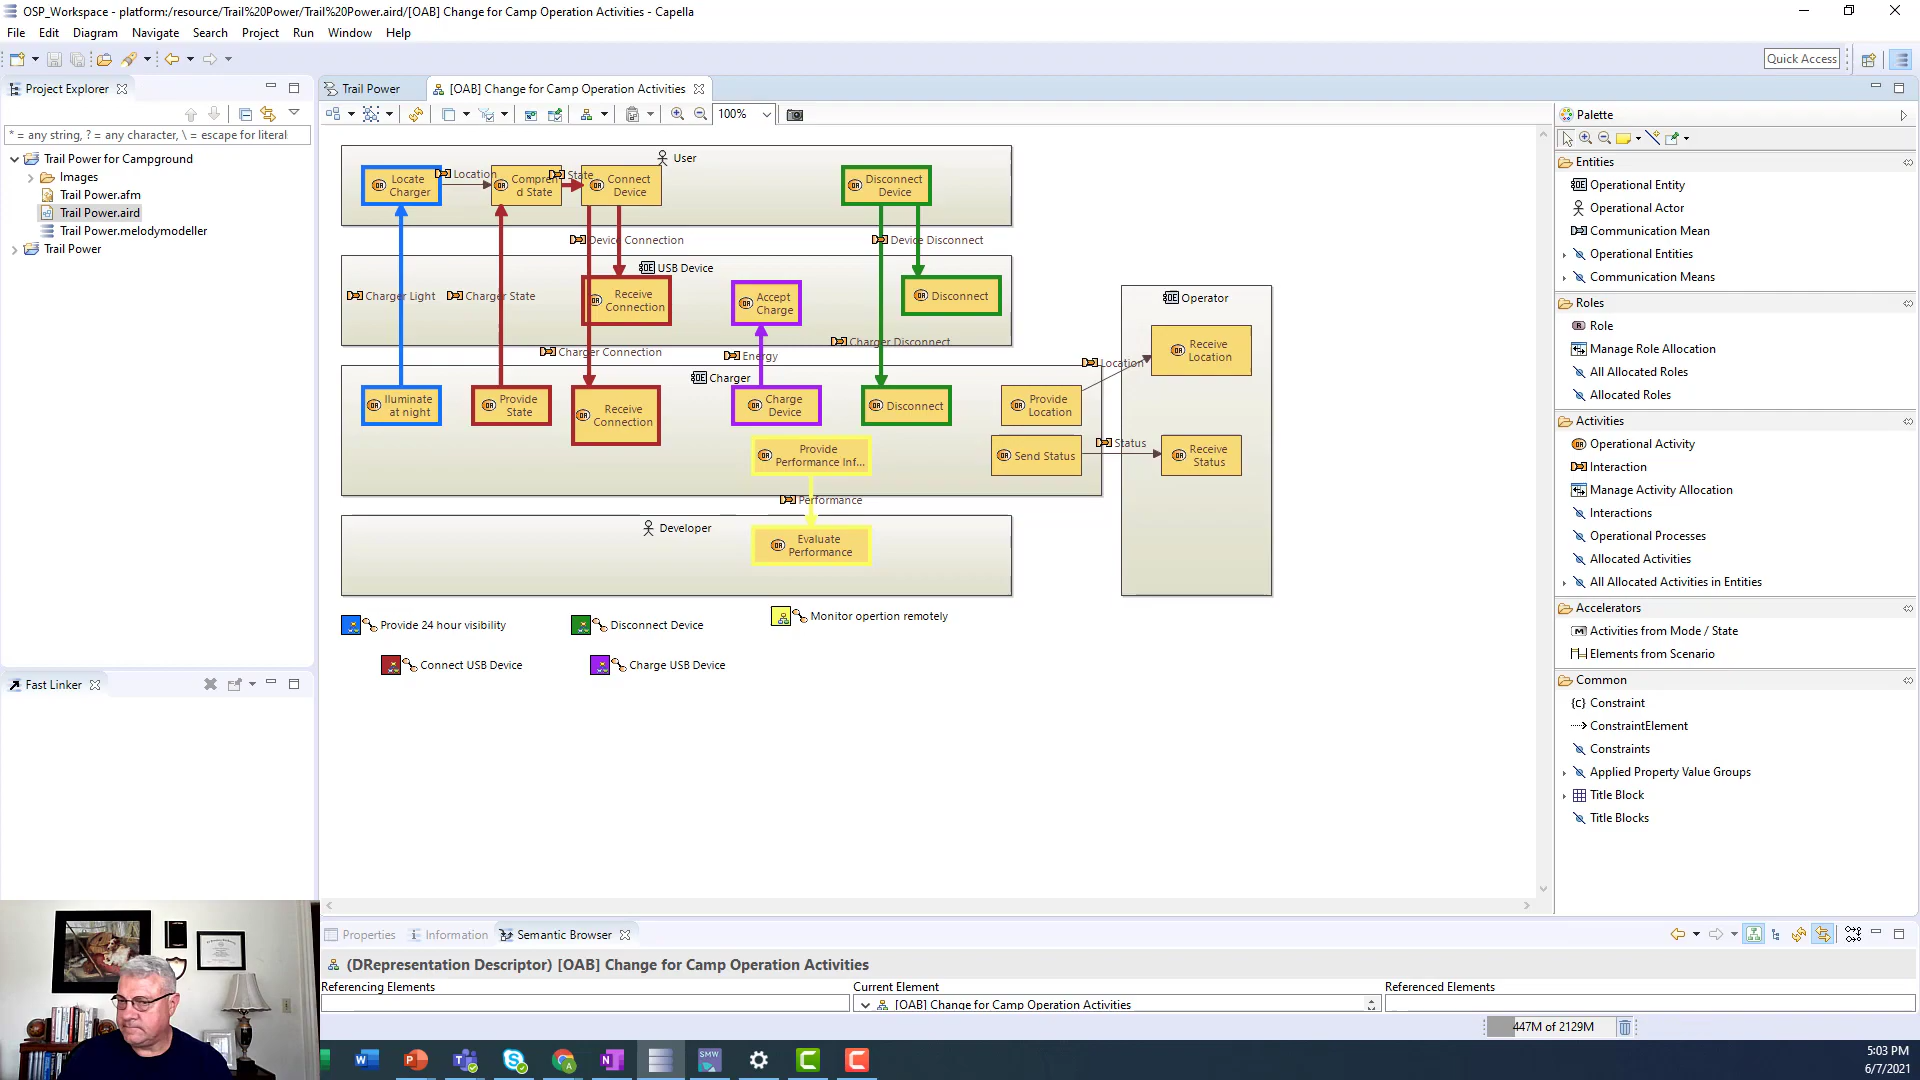 OSP_Workspace - platform:/resource/Trail%20Power/Trail%20Power.aird/[OAB] Change for Camp Operation Activities - Capella
File Edit Diagram Navigate Search Project Run Window Help
Quick Access
Project Explorer
* = any string, ? = any character, \ = escape for literal
Trail Power for Campground
Images
Trail Power.afm
Trail Power.aird
Trail Power.melodymodeller
Trail Power
Fast Linker
Trail Power
[OAB] Change for Camp Operation Activities
100%
User
Locate
Charger
Location
Compren
d State
State
Connect
Device
Disconnect
Device
Device Connection
Device Disconnect
USB Device
Charger Light
Charger State
Receive
Connection
Accept
Charge
Disconnect
Charger Connection
Energy
Charger Disconnect
Charger
Iluminate
at night
Provide
State
Receive
Connection
Charge
Device
Disconnect
Provide
Location
Location
Provide
Performance Inf...
Send Status
Status
Performance
Operator
Receive
Location
Receive
Status
Developer
Evaluate
Performance
Provide 24 hour visibility
Disconnect Device
Monitor opertion remotely
Connect USB Device
Charge USB Device
Palette
Entities
Operational Entity
Operational Actor
Communication Mean
Operational Entities
Communication Means
Roles
Role
Manage Role Allocation
All Allocated Roles
Allocated Roles
Activities
Operational Activity
Interaction
Manage Activity Allocation
Interactions
Operational Processes
Allocated Activities
All Allocated Activities in Entities
Accelerators
Activities from Mode / State
Elements from Scenario
Common
Constraint
ConstraintElement
Constraints
Applied Property Value Groups
Title Block
Title Blocks
Properties
Information
Semantic Browser
(DRepresentation Descriptor) [OAB] Change for Camp Operation Activities
Referencing Elements
Current Element
Referenced Elements
[OAB] Change for Camp Operation Activities
447M of 2129M
SMW
5:03 PM
6/7/2021